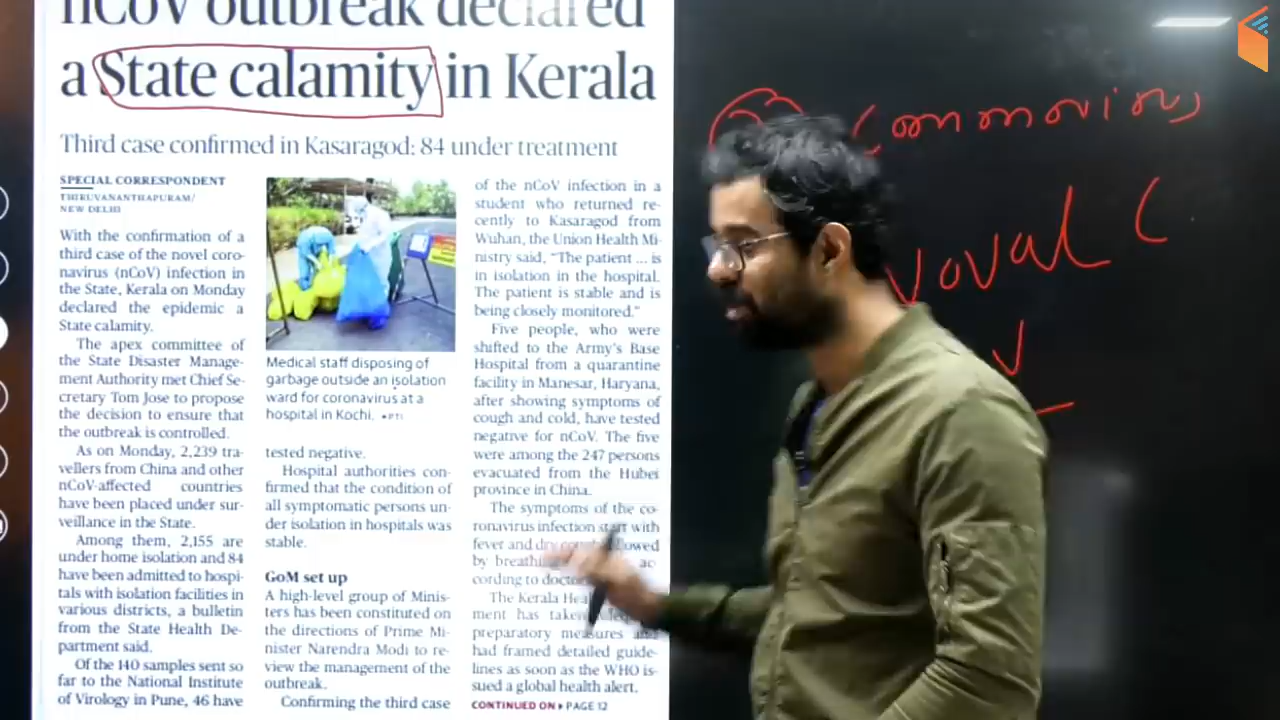 nCoV outbreak declared
a State calamity in Kerala
Third case confirmed in Kasaragod: 84 under treatment
SPECIAL CORRESPONDENT
THIRUVANANTHAPURAM/
NEW DELHI
With the confirmation of a
third case of the novel coro-
navirus (nCoV) infection in
the State, Kerala on Monday
declared the epidemic a
State calamity.
The apex committee of
the State Disaster Manage-
ment Authority met Chief Se-
cretary Tom Jose to propose
the decision to ensure that
the outbreak is controlled.
As on Monday, 2,239 tra-
vellers from China and other
nCoV-affected countries
have been placed under sur-
veillance in the State.
Among them, 2,155 are
under home isolation and 84
have been admitted to hospi-
tals with isolation facilities in
various districts, a bulletin
from the State Health De-
partment said.
Of the 140 samples sent so
far to the National Institute
of Virology in Pune, 46 have
Medical staff disposing of
garbage outside an isolation
ward for coronavirus at a
hospital in Kochi. •PTI
tested negative.
Hospital authorities con-
firmed that the condition of
all symptomatic persons un-
der isolation in hospitals was
stable.
GoM set up
A high-level group of Minis-
ters has been constituted on
the directions of Prime Mi-
nister Narendra Modi to re-
view the management of the
outbreak.
Confirming the third case
of the nCoV infection in a
student who returned re-
cently to Kasaragod from
Wuhan, the Union Health Mi-
nistry said, “The patient ... is
in isolation in the hospital.
The patient is stable and is
being closely monitored.”
Five people, who were
shifted to the Army’s Base
Hospital from a quarantine
facility in Manesar, Haryana,
after showing symptoms of
cough and cold, have tested
negative for nCoV. The five
were among the 247 persons
evacuated from the Hubei
province in China.
The symptoms of the co-
ronavirus infection start with
fever and dry
by ac-
cording to
The Kerala
ment has taken
preparatory measures and
had framed detailed guide-
lines as soon as the WHO is-
sued a global health alert.
CONTINUED ON ▸ PAGE 12
voval (
V